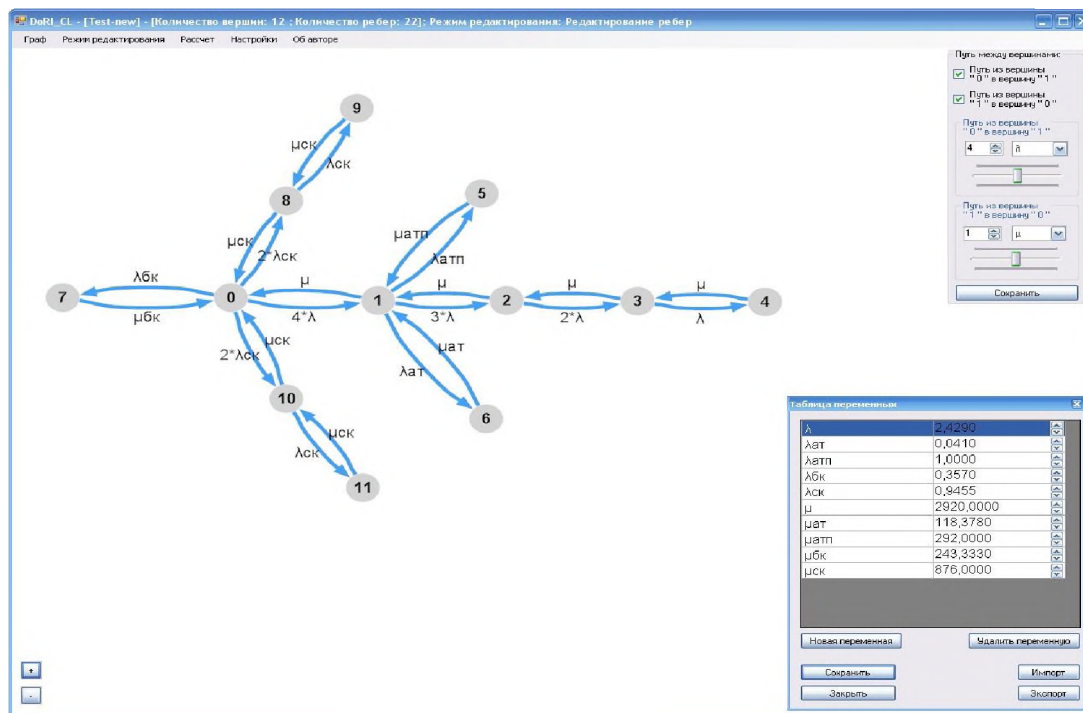 DoRI_CL - [Test-new] - [Количество вершин: 12 ; Количество ребер: 22]; Режим редактирования: Редактирование ребер
Граф Режим редактирования Рассчет Настройки Об авторе
Путь между вершинами:
Путь из вершины
" 0 " в вершину " 1 "
Путь из вершины
" 1 " в вершину " 0 "
Путь из вершины
" 0 " в вершину " 1 "
4
Путь из вершины
" 1 " в вершину " 0 "
1 μ
Сохранить
9
μск
λск
8
5
μск
2*λск
μатп
λатп
λбк
μ
μ
μ
μ
7
0
1
2
3
4
μбк
4*λ
3*λ
2*λ
λ
μск
2*λск
μат
λат
10
6
μск
λск
11
Таблица переменных
λ 2,4290
λат 0,0410
λатп 1,0000
λбк 0,3570
λск 0,9455
μ 2920,0000
μат 118,3780
μатп 292,0000
μбк 243,3330
μск 876,0000
Новая переменная Удалить переменную
Сохранить Импорт
Закрыть Экспорт
+
-